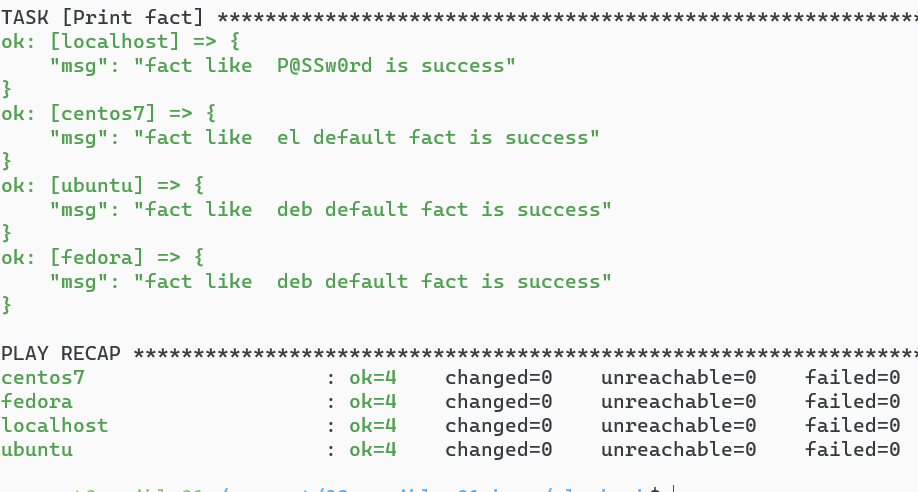 TASK [Print fact] **********************************************************
ok: [localhost] => {
    "msg": "fact like  P@SSw0rd is success"
}
ok: [centos7] => {
    "msg": "fact like  el default fact is success"
}
ok: [ubuntu] => {
    "msg": "fact like  deb default fact is success"
}
ok: [fedora] => {
    "msg": "fact like  deb default fact is success"
}
PLAY RECAP *****************************************************************
centos7                    : ok=4    changed=0    unreachable=0    failed=0
fedora                     : ok=4    changed=0    unreachable=0    failed=0
localhost                  : ok=4    changed=0    unreachable=0    failed=0
ubuntu                     : ok=4    changed=0    unreachable=0    failed=0